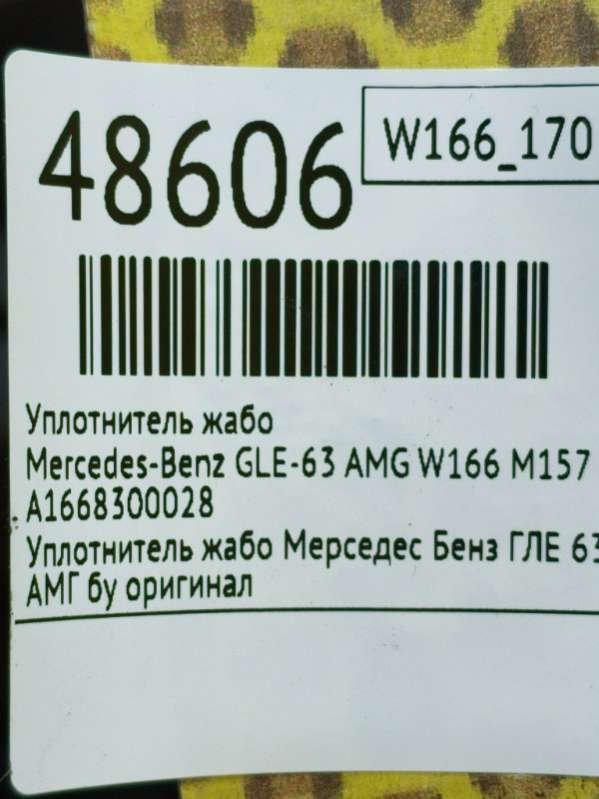 48606
W166_170
Уплотнитель жабо
Mercedes-Benz GLE-63 AMG W166 M157
A1668300028
Уплотнитель жабо Мерседес Бенз ГЛЕ 63
АМГ бу оригинал